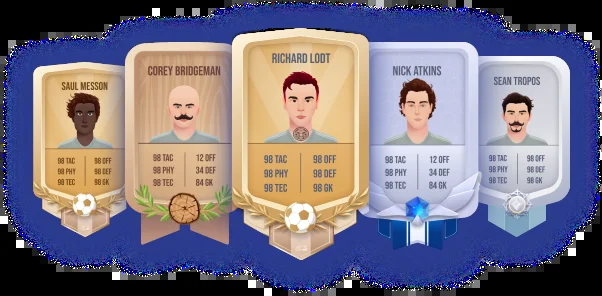 SAUL MESSON
98 TAC 98 OFF
98 PHY 98 DEF
98 TEC 98 GK
COREY BRIDGEMAN
98 TAC 12 OFF
98 PHY 34 DEF
98 TEC 84 GK
RICHARD LODT
98 TAC 98 OFF
98 PHY 98 DEF
98 TEC 98 GK
NICK ATKINS
98 TAC 12 OFF
98 PHY 34 DEF
98 TEC 84 GK
SEAN TROPOS
98 TAC 98 OFF
98 PHY 98 DEF
98 TEC 98 GK